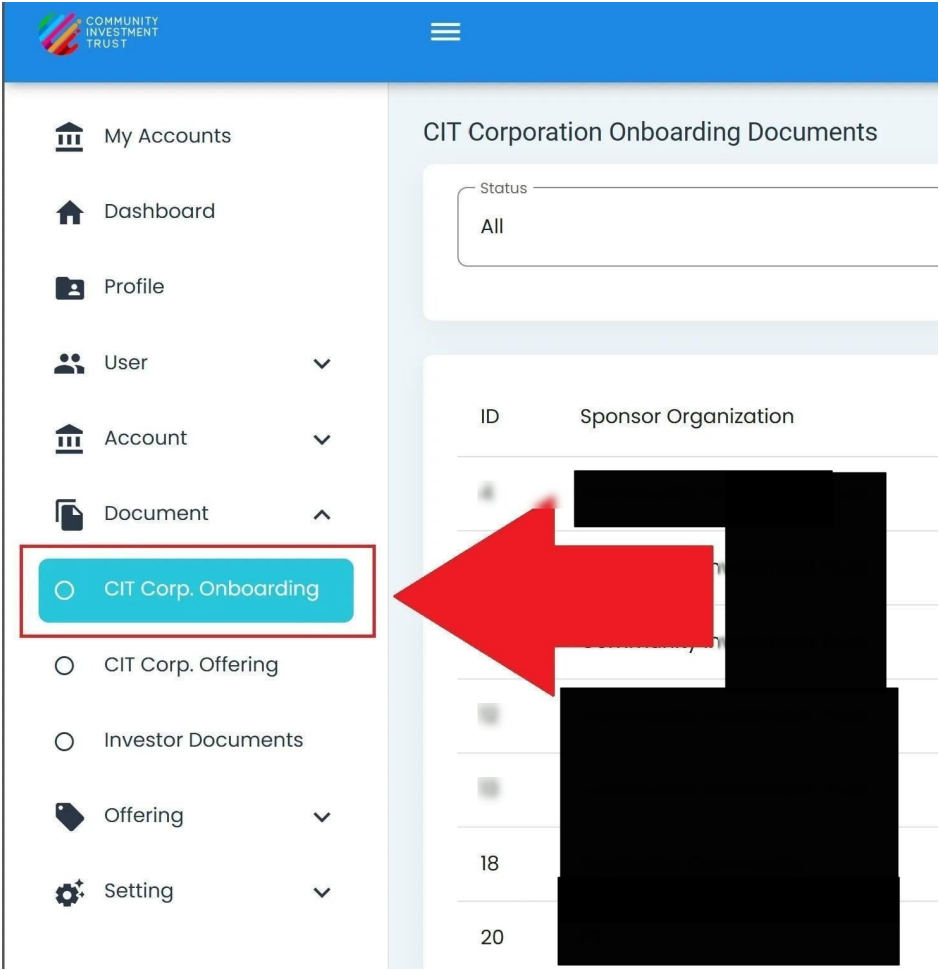 COMMUNITY
INVESTMENT
TRUST
My Accounts
Dashboard
Profile
User
Account
Document
CIT Corp. Onboarding
CIT Corp. Offering
Investor Documents
Offering
Setting
CIT Corporation Onboarding Documents
Status
All
ID Sponsor Organization
18
20